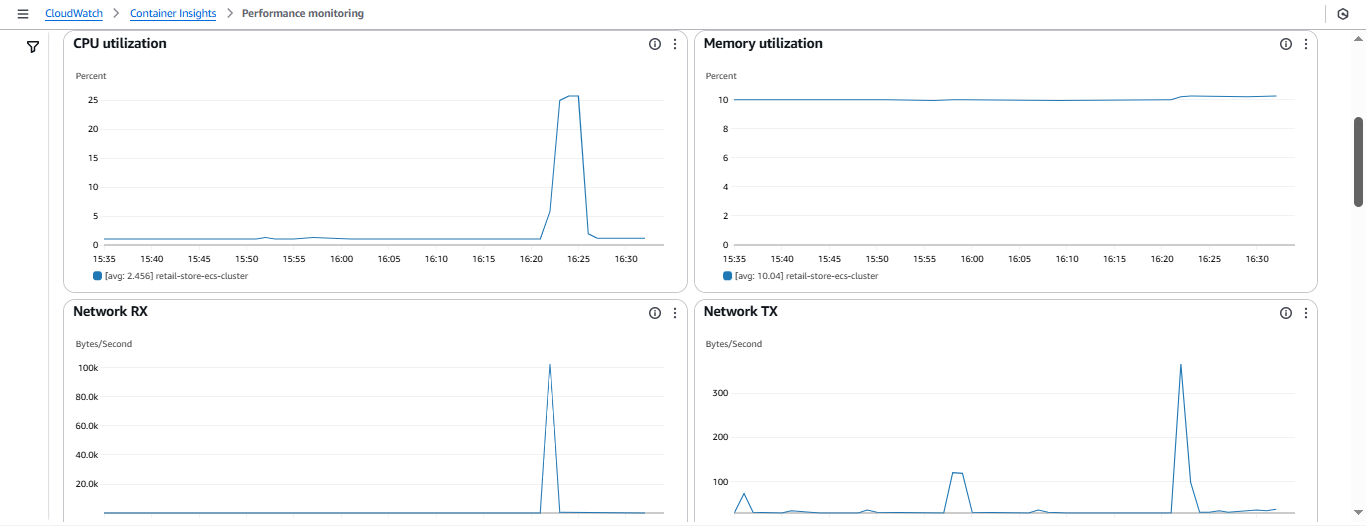 CloudWatch > Container Insights > Performance monitoring
CPU utilization
Percent
25
20
15
10
5
0
15:35 15:40 15:45 15:50 15:55 16:00 16:05 16:10 16:15 16:20 16:25 16:30
[avg: 2.456] retail-store-ecs-cluster
Memory utilization
Percent
10
8
6
4
2
0
15:35 15:40 15:45 15:50 15:55 16:00 16:05 16:10 16:15 16:20 16:25 16:30
[avg: 10.04] retail-store-ecs-cluster
Network RX
Bytes/Second
100k
80.0k
60.0k
40.0k
20.0k
Network TX
Bytes/Second
300
200
100